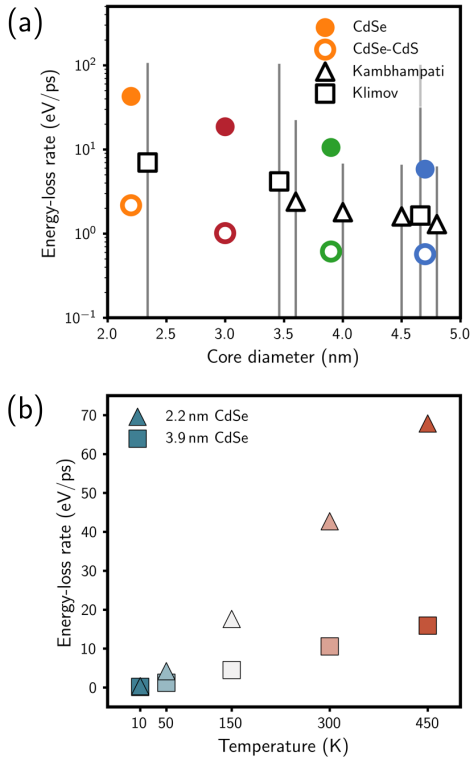 (a)
CdSe
CdSe-CdS
Kambhampati
Klimov
Energy-loss rate (eV/ps)
10²
10¹
10⁰
10⁻¹
2.0 2.5 3.0 3.5 4.0 4.5 5.0
Core diameter (nm)
(b)
2.2 nm CdSe
3.9 nm CdSe
Energy-loss rate (eV/ps)
70
60
50
40
30
20
10
0
10 50 150 300 450
Temperature (K)